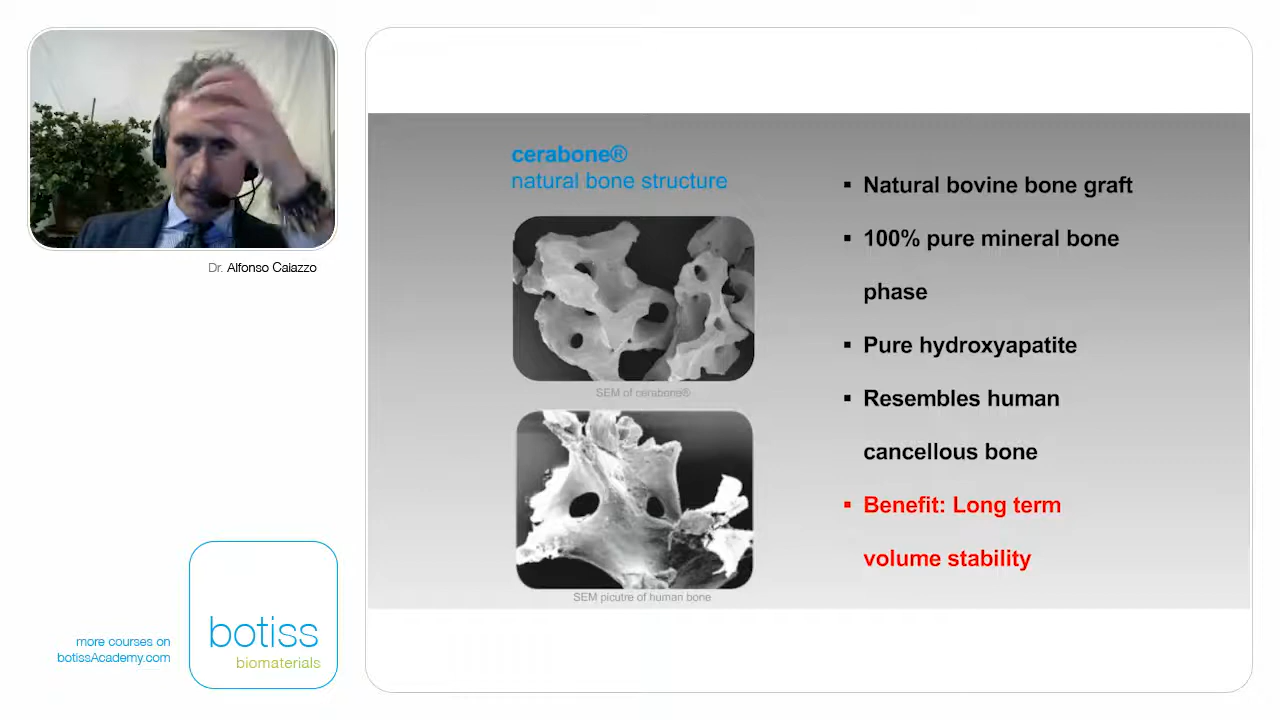 Dr. Alfonso Caiazzo
cerabone®
natural bone structure
SEM of cerabone®
SEM picutre of human bone
▪ Natural bovine bone graft
▪ 100% pure mineral bone
phase
▪ Pure hydroxyapatite
▪ Resembles human
cancellous bone
▪ Benefit: Long term
volume stability
more courses on
botissAcademy.com
botiss
biomaterials